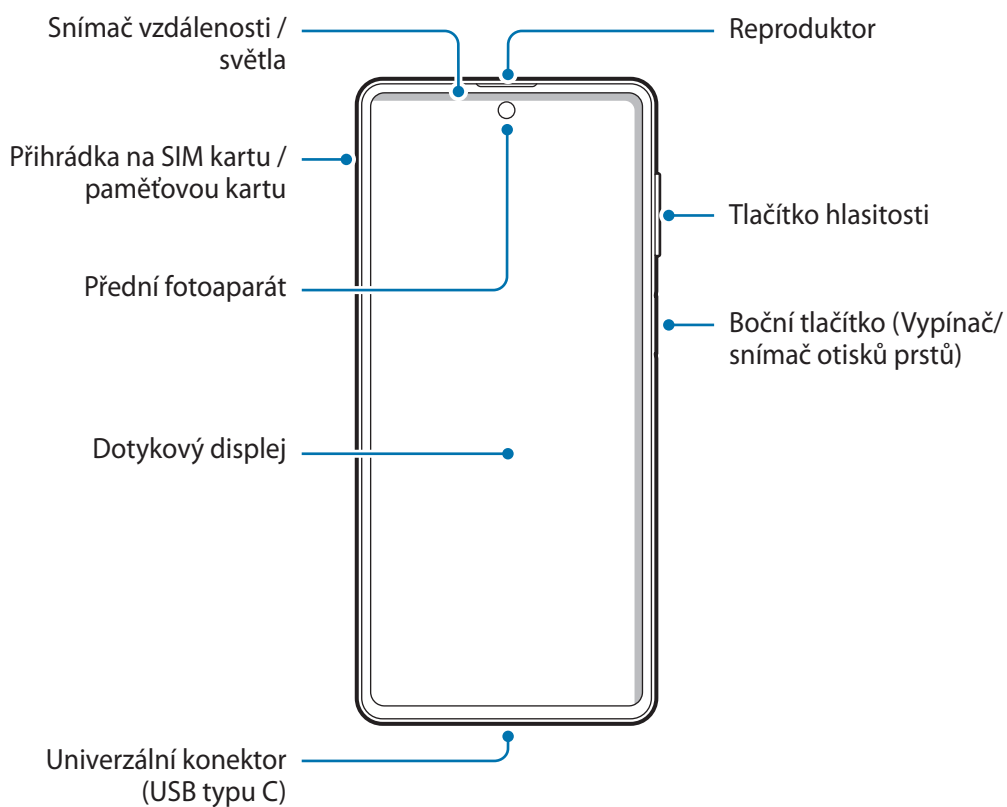 Snímač vzdálenosti /
světla
Přihrádka na SIM kartu /
paměťovou kartu
Přední fotoaparát
Dotykový displej
Univerzální konektor
(USB typu C)
Reproduktor
Tlačítko hlasitosti
Boční tlačítko (Vypínač/
snímač otisků prstů)